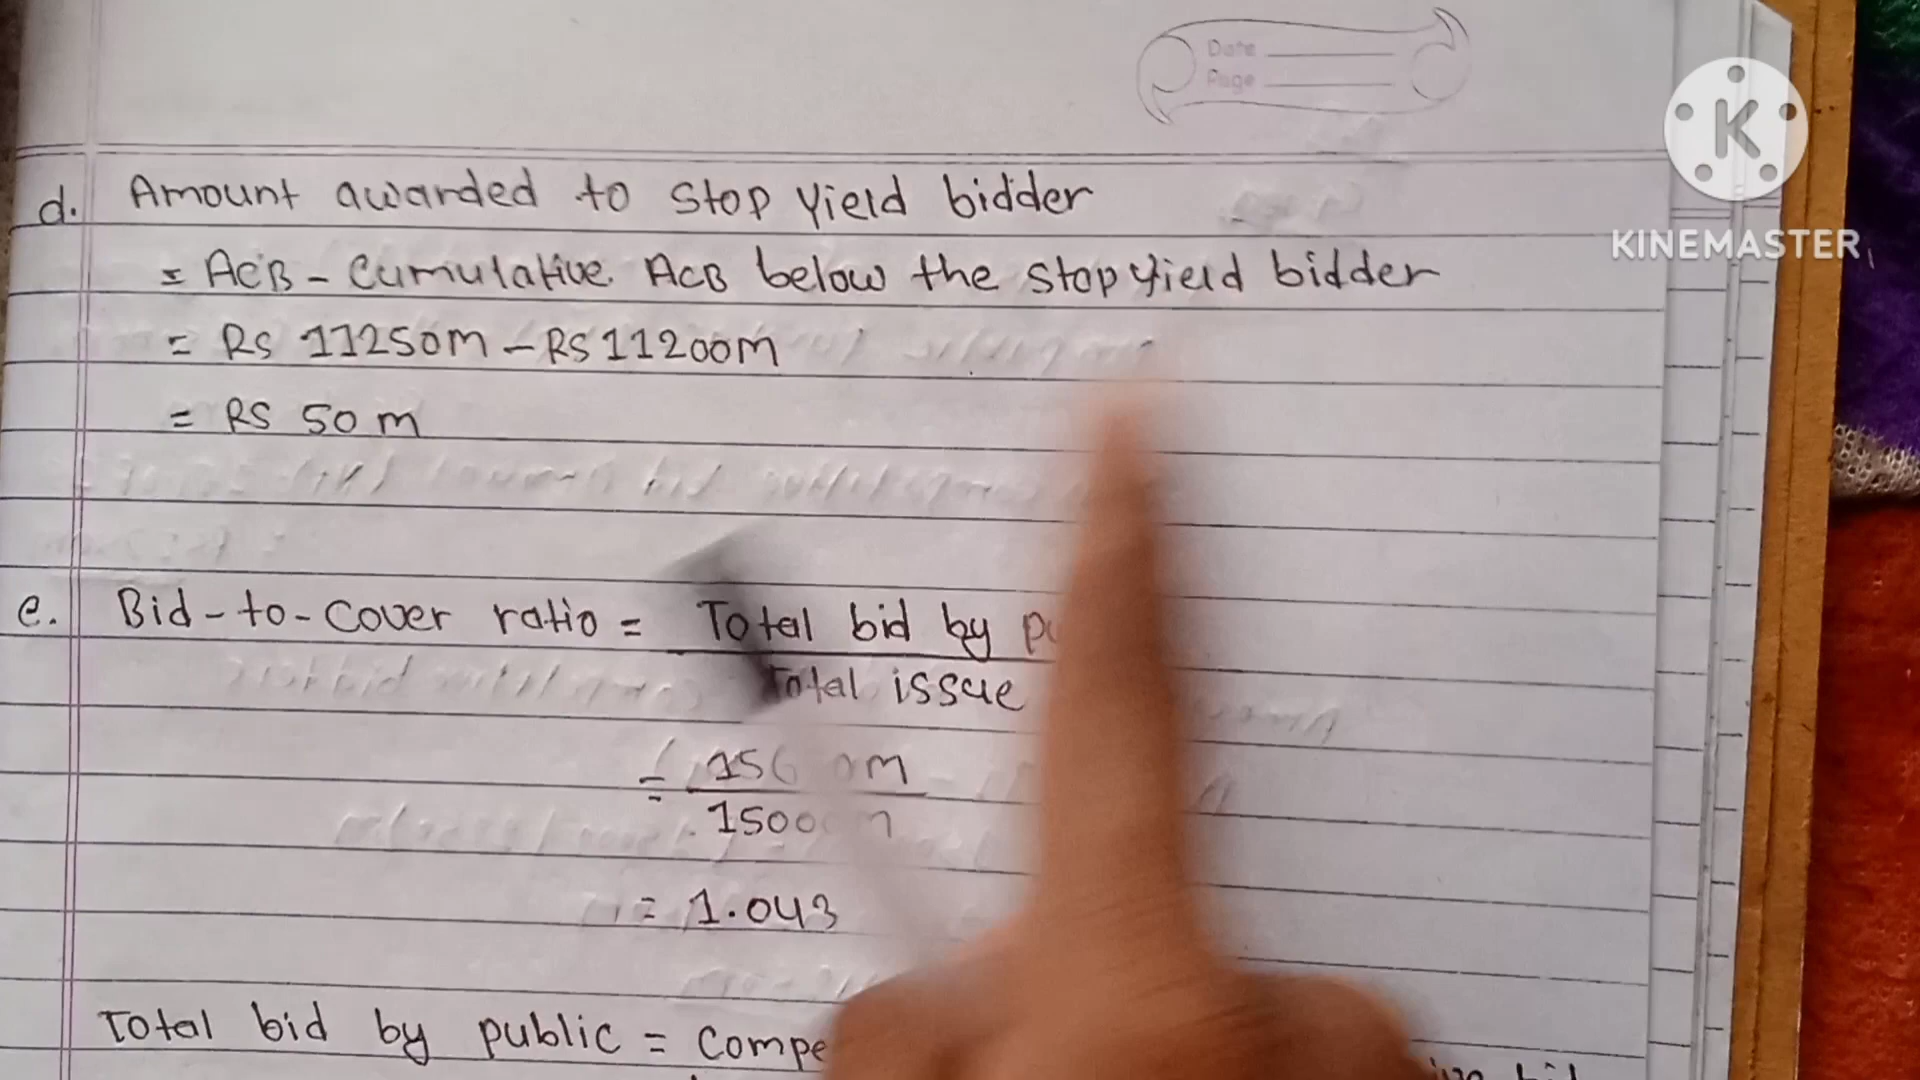 Date
Page
KINEMASTER
d. Amount awarded to stop yield bidder
= ACB - Cumulative. ACB below the stop yield bidder
= Rs 11250M - RS 11200M
= RS 50 m
e. Bid-to-cover ratio = Total bid by
Total issue
=
= 1.043
Total bid by public =